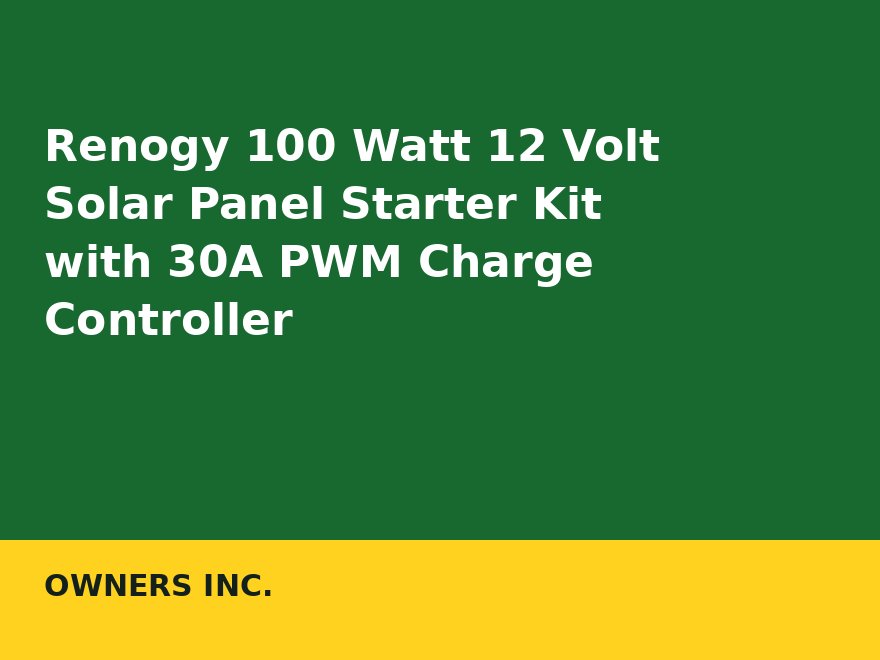 Renogy 100 Watt 12 Volt
Solar Panel Starter Kit
with 30A PWM Charge
Controller
OWNERS INC.